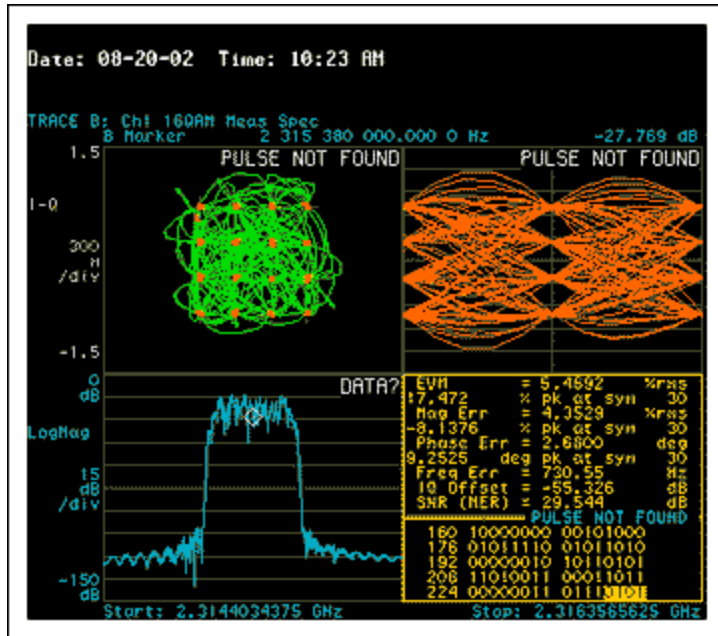 Date: 08-20-02 Time: 10:23 AM
TRACE B: Ch1 16QAM Meas Spec
B Marker 2 315 380 000.000 0 Hz -27.769 dB
1.5
PULSE NOT FOUND
PULSE NOT FOUND
I-Q
300
m
/div
-1.5
0
dB
DATA?
LogMag
15
dB
/div
-150
dB
EVM = 5.4692 %rms
17.472 % pk at sym 30
Mag Err = 4.3529 %rms
-8.1376 % pk at sym 30
Phase Err = 2.6800 deg
9.2525 deg pk at sym 30
Freq Err = 730.55 Hz
IQ Offset = -55.326 dB
SNR (MER) = 29.544 dB
PULSE NOT FOUND
160 10000000 00101000
176 01011110 01011010
192 00000010 10110101
208 11010011 00011011
224 00000011 01110101
Start: 2.3144034375 GHz Stop: 2.3163565625 GHz